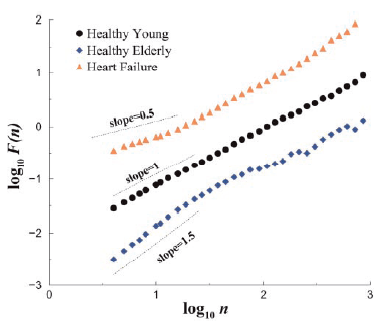 Healthy Young
Healthy Elderly
Heart Failure
2
1
0
−1
−2
−3
slope=0.5
slope=1
slope=1.5
0
1
2
3
log10 F(n)
log10 n